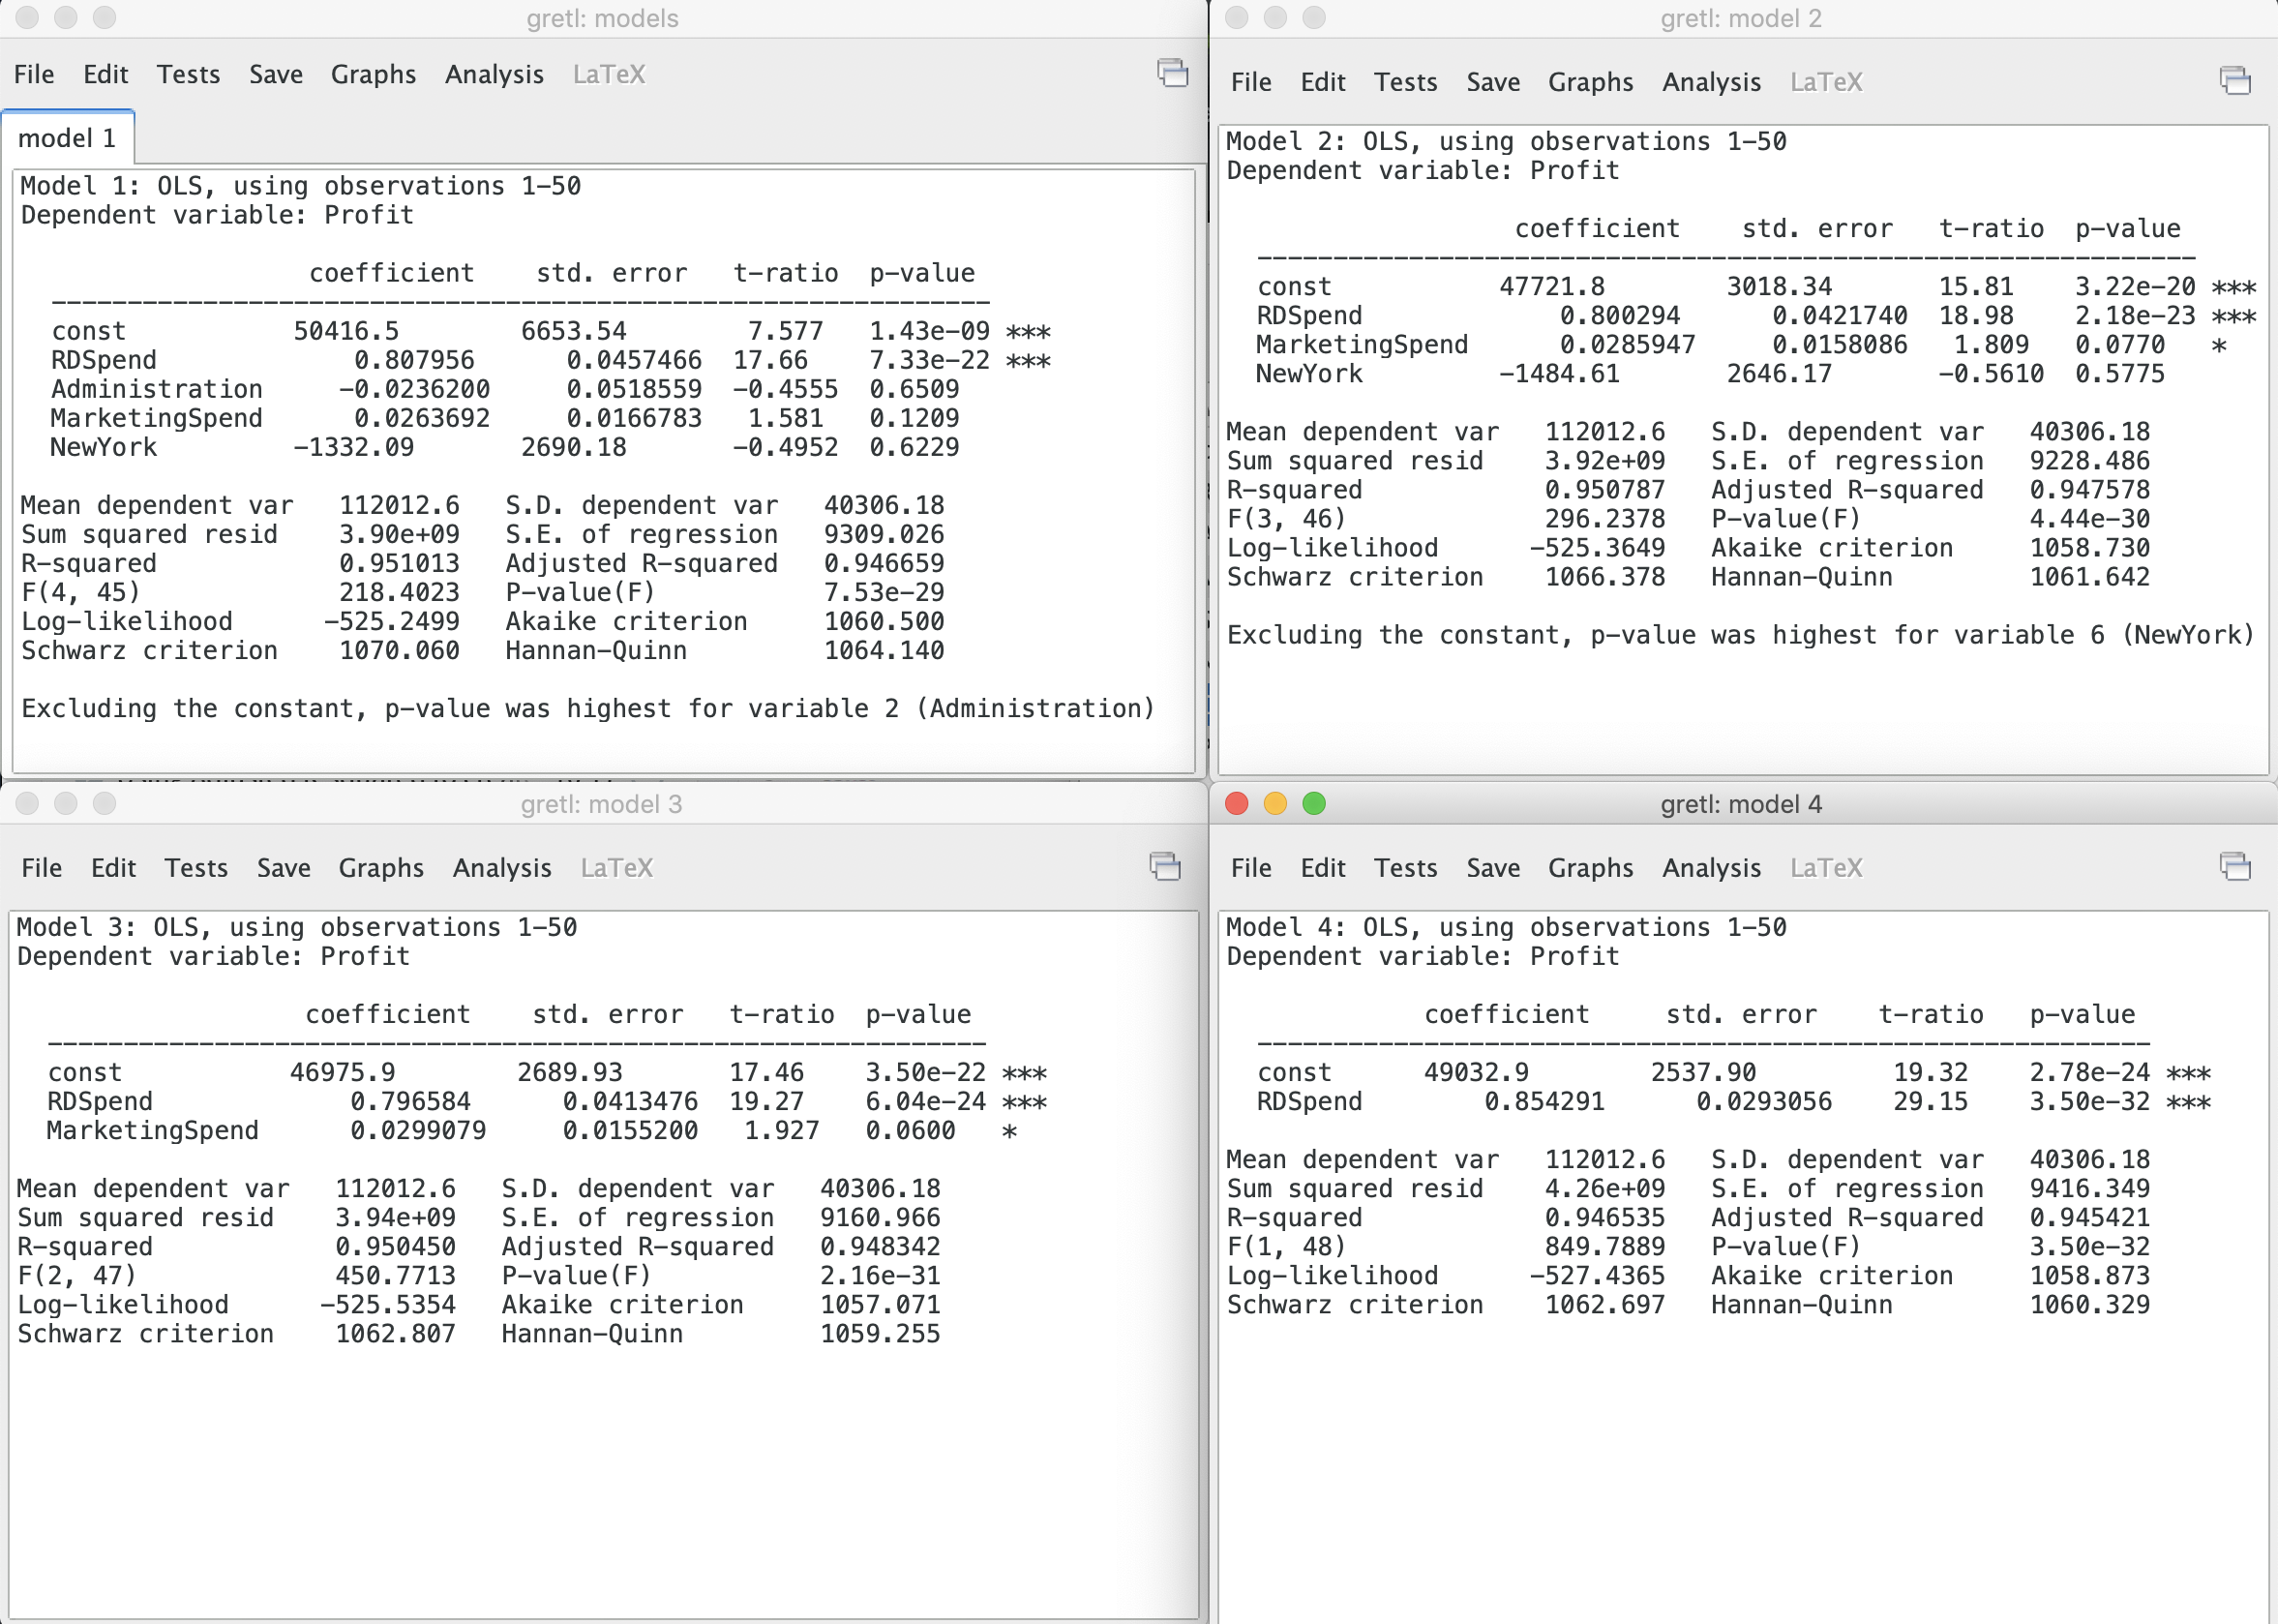 gretl: models
File Edit Tests Save Graphs Analysis LaTeX
model 1
Model 1: OLS, using observations 1-50
Dependent variable: Profit
coefficient std. error t-ratio p-value
const 50416.5 6653.54 7.577 1.43e-09 ***
RDSpend 0.807956 0.0457466 17.66 7.33e-22 ***
Administration -0.0236200 0.0518559 -0.4555 0.6509
MarketingSpend 0.0263692 0.0166783 1.581 0.1209
NewYork -1332.09 2690.18 -0.4952 0.6229
Mean dependent var 112012.6 S.D. dependent var 40306.18
Sum squared resid 3.90e+09 S.E. of regression 9309.026
R-squared 0.951013 Adjusted R-squared 0.946659
F(4, 45) 218.4023 P-value(F) 7.53e-29
Log-likelihood -525.2499 Akaike criterion 1060.500
Schwarz criterion 1070.060 Hannan-Quinn 1064.140
Excluding the constant, p-value was highest for variable 2 (Administration)
gretl: model 2
File Edit Tests Save Graphs Analysis LaTeX
Model 2: OLS, using observations 1-50
Dependent variable: Profit
coefficient std. error t-ratio p-value
const 47721.8 3018.34 15.81 3.22e-20 ***
RDSpend 0.800294 0.0421740 18.98 2.18e-23 ***
MarketingSpend 0.0285947 0.0158086 1.809 0.0770 *
NewYork -1484.61 2646.17 -0.5610 0.5775
Mean dependent var 112012.6 S.D. dependent var 40306.18
Sum squared resid 3.92e+09 S.E. of regression 9228.486
R-squared 0.950787 Adjusted R-squared 0.947578
F(3, 46) 296.2378 P-value(F) 4.44e-30
Log-likelihood -525.3649 Akaike criterion 1058.730
Schwarz criterion 1066.378 Hannan-Quinn 1061.642
Excluding the constant, p-value was highest for variable 6 (NewYork)
gretl: model 3
File Edit Tests Save Graphs Analysis LaTeX
Model 3: OLS, using observations 1-50
Dependent variable: Profit
coefficient std. error t-ratio p-value
const 46975.9 2689.93 17.46 3.50e-22 ***
RDSpend 0.796584 0.0413476 19.27 6.04e-24 ***
MarketingSpend 0.0299079 0.0155200 1.927 0.0600 *
Mean dependent var 112012.6 S.D. dependent var 40306.18
Sum squared resid 3.94e+09 S.E. of regression 9160.966
R-squared 0.950450 Adjusted R-squared 0.948342
F(2, 47) 450.7713 P-value(F) 2.16e-31
Log-likelihood -525.5354 Akaike criterion 1057.071
Schwarz criterion 1062.807 Hannan-Quinn 1059.255
gretl: model 4
File Edit Tests Save Graphs Analysis LaTeX
Model 4: OLS, using observations 1-50
Dependent variable: Profit
coefficient std. error t-ratio p-value
const 49032.9 2537.90 19.32 2.78e-24 ***
RDSpend 0.854291 0.0293056 29.15 3.50e-32 ***
Mean dependent var 112012.6 S.D. dependent var 40306.18
Sum squared resid 4.26e+09 S.E. of regression 9416.349
R-squared 0.946535 Adjusted R-squared 0.945421
F(1, 48) 849.7889 P-value(F) 3.50e-32
Log-likelihood -527.4365 Akaike criterion 1058.873
Schwarz criterion 1062.697 Hannan-Quinn 1060.329